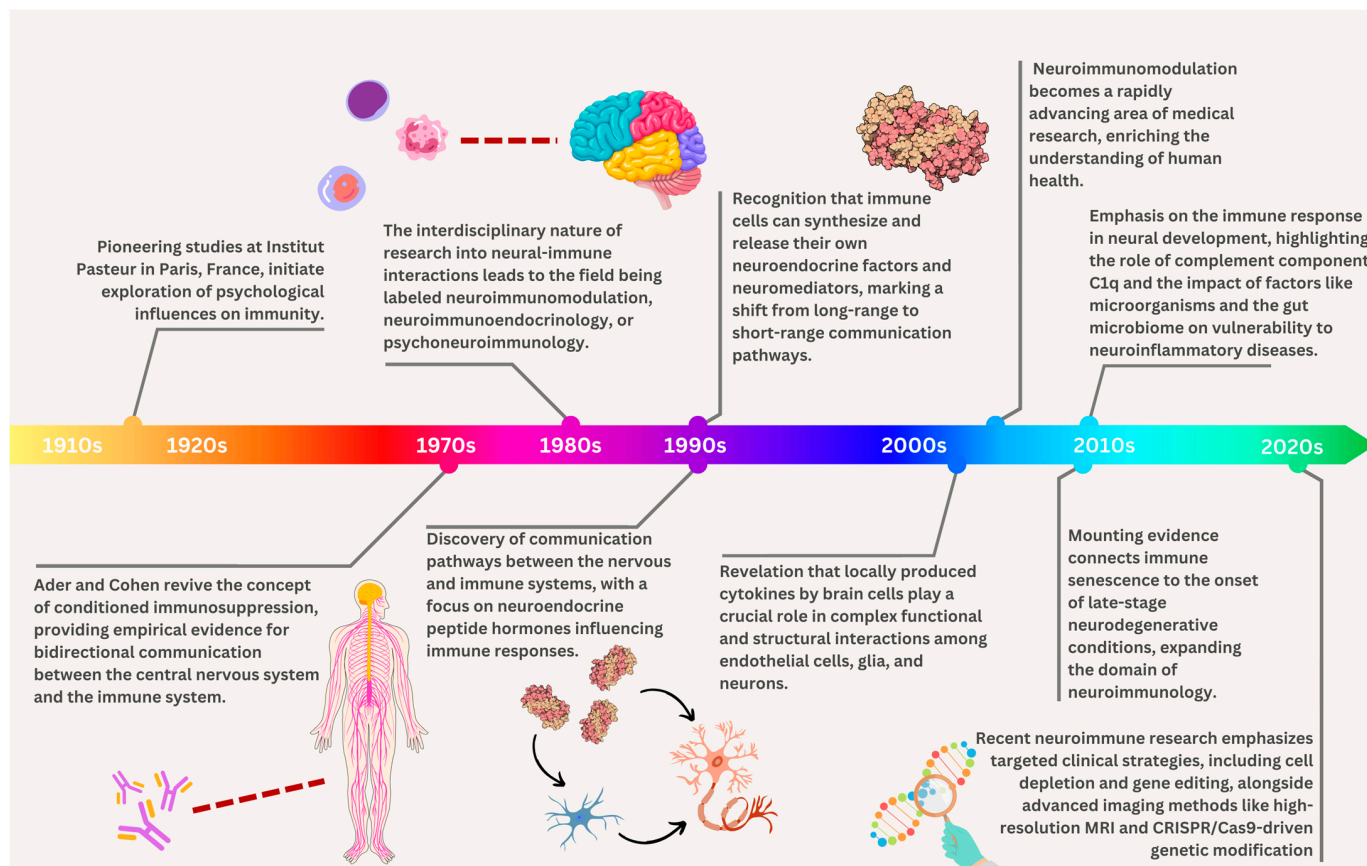 Neuroimmunomodulation
becomes a rapidly
advancing area of medical
research, enriching the
understanding of human
health.
Pioneering studies at Institut
Pasteur in Paris, France, initiate
exploration of psychological
influences on immunity.
The interdisciplinary nature of
research into neural-immune
interactions leads to the field being
labeled neuroimmunomodulation,
neuroimmunoendocrinology, or
psychoneuroimmunology.
Recognition that immune
cells can synthesize and
release their own
neuroendocrine factors and
neuromediators, marking a
shift from long-range to
short-range communication
pathways.
Emphasis on the immune response
in neural development, highlighting
the role of complement component
C1q and the impact of factors like
microorganisms and the gut
microbiome on vulnerability to
neuroinflammatory diseases.
1910s 1920s 1970s 1980s 1990s 2000s 2010s 2020s
Ader and Cohen revive the concept
of conditioned immunosuppression,
providing empirical evidence for
bidirectional communication
between the central nervous system
and the immune system.
Discovery of communication
pathways between the nervous
and immune systems, with a
focus on neuroendocrine
peptide hormones influencing
immune responses.
Revelation that locally produced
cytokines by brain cells play a
crucial role in complex functional
and structural interactions among
endothelial cells, glia, and
neurons.
Mounting evidence
connects immune
senescence to the onset
of late-stage
neurodegenerative
conditions, expanding
the domain of
neuroimmunology.
Recent neuroimmune research emphasizes
targeted clinical strategies, including cell
depletion and gene editing, alongside
advanced imaging methods like high-
resolution MRI and CRISPR/Cas9-driven
genetic modification